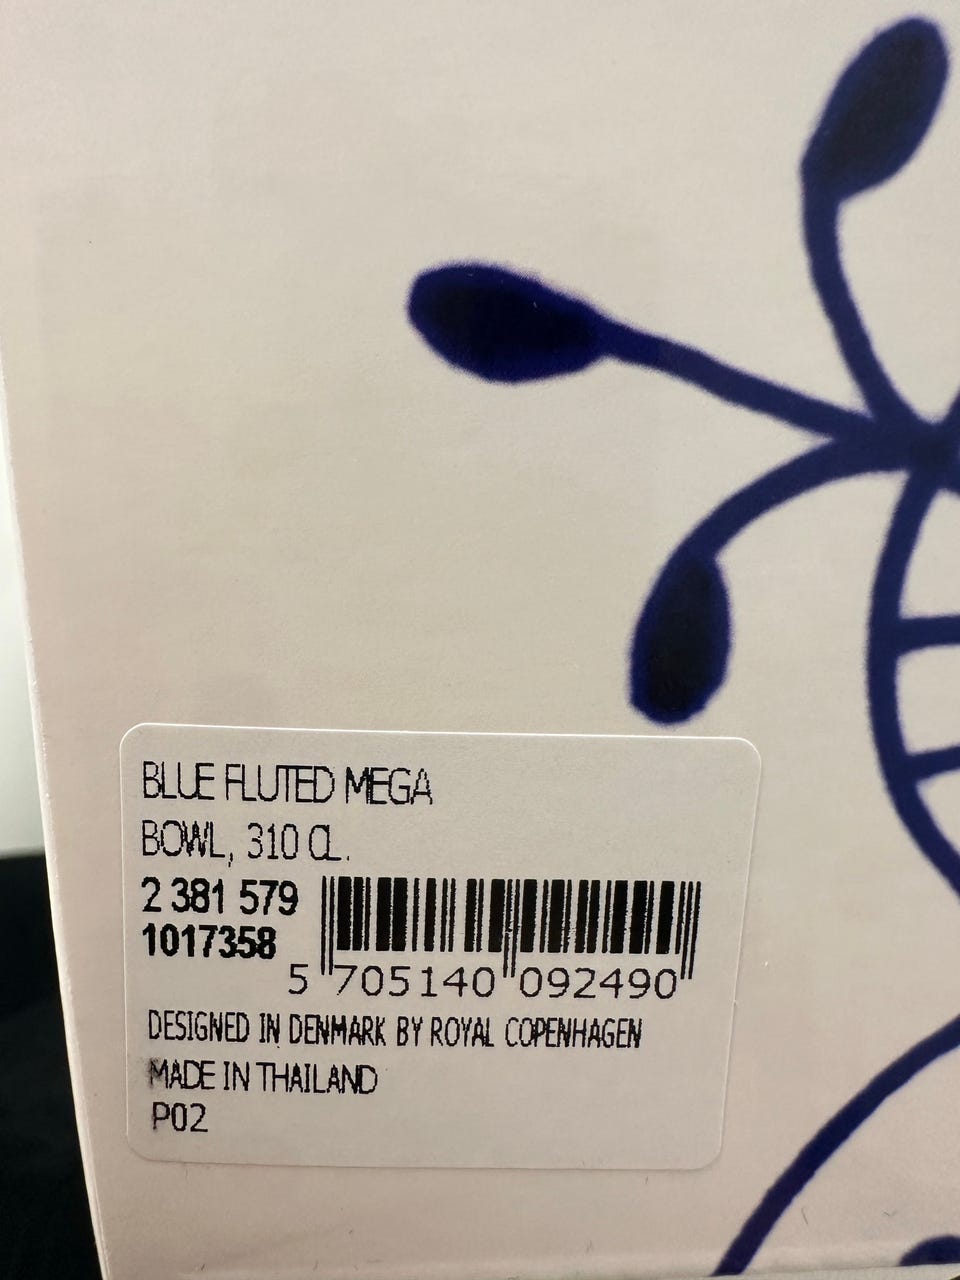 BLUE FLUTED MEGA
BOWL, 310 CL.
2 381 579
1017358
5 705140 092490
DESIGNED IN DENMARK BY ROYAL COPENHAGEN
MADE IN THAILAND
P02